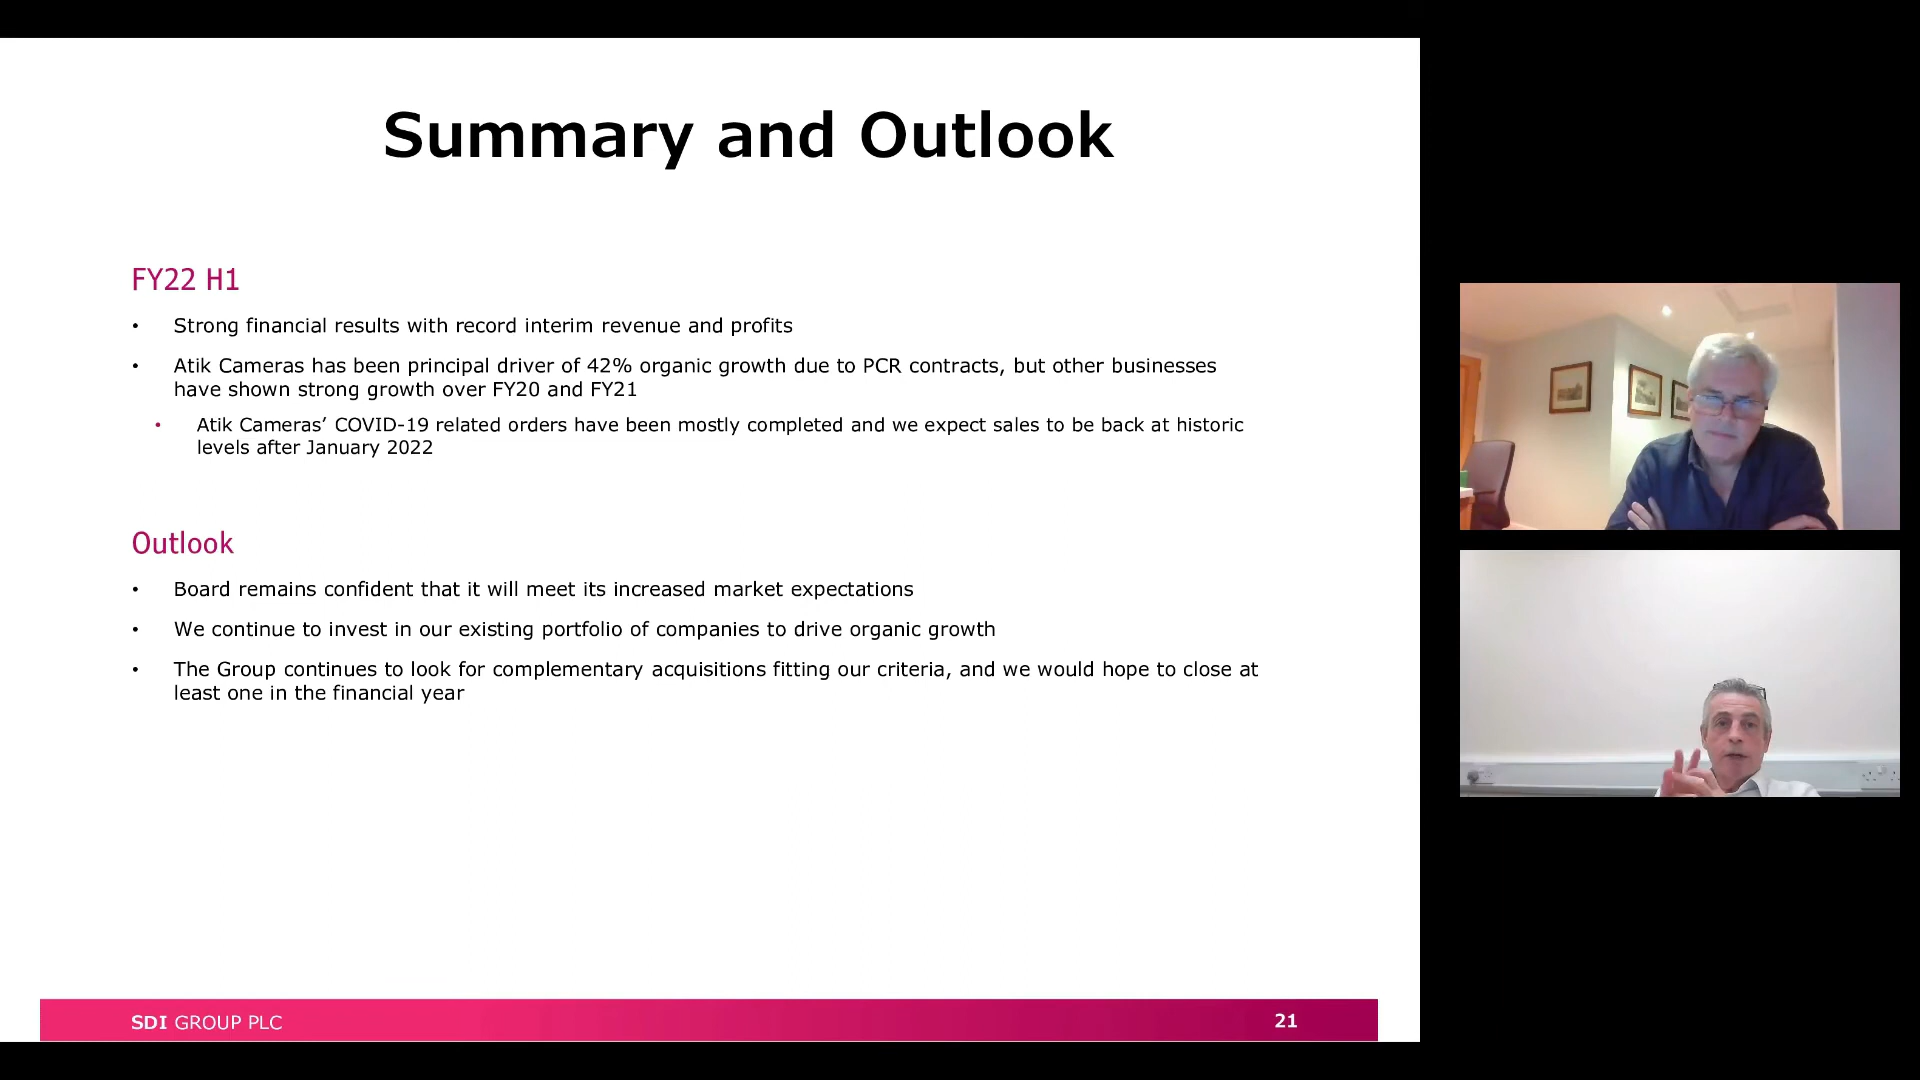 Summary and Outlook
FY22 H1
• Strong financial results with record interim revenue and profits
• Atik Cameras has been principal driver of 42% organic growth due to PCR contracts, but other businesses
have shown strong growth over FY20 and FY21
• Atik Cameras’ COVID-19 related orders have been mostly completed and we expect sales to be back at historic
levels after January 2022
Outlook
• Board remains confident that it will meet its increased market expectations
• We continue to invest in our existing portfolio of companies to drive organic growth
• The Group continues to look for complementary acquisitions fitting our criteria, and we would hope to close at
least one in the financial year
SDI GROUP PLC
21